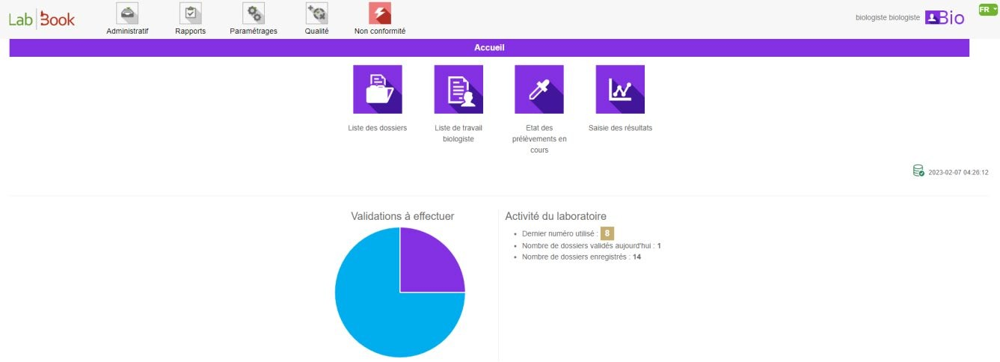 Lab Book
Administratif
Rapports
Paramétrages
Qualité
Non conformité
biologiste biologiste
Bio
FR
Accueil
Liste des dossiers
Liste de travail
biologiste
Etat des
prélèvements en
cours
Saisie des résultats
2023-02-07 04:26:12
Validations à effectuer
Activité du laboratoire
Dernier numéro utilisé : 8
Nombre de dossiers validés aujourd'hui : 1
Nombre de dossiers enregistrés : 14